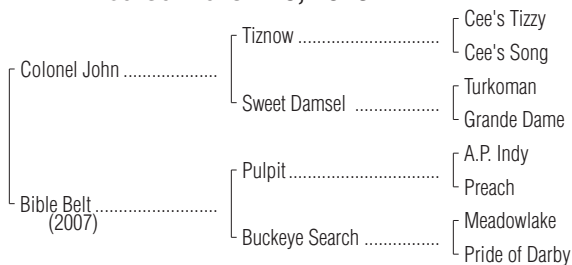 Tiznow
Cee's Tizzy
Cee's Song
Colonel John
Sweet Damsel
Turkoman
Grande Dame
Pulpit
A.P. Indy
Preach
Bible Belt
(2007)
Buckeye Search
Meadowlake
Pride of Darby